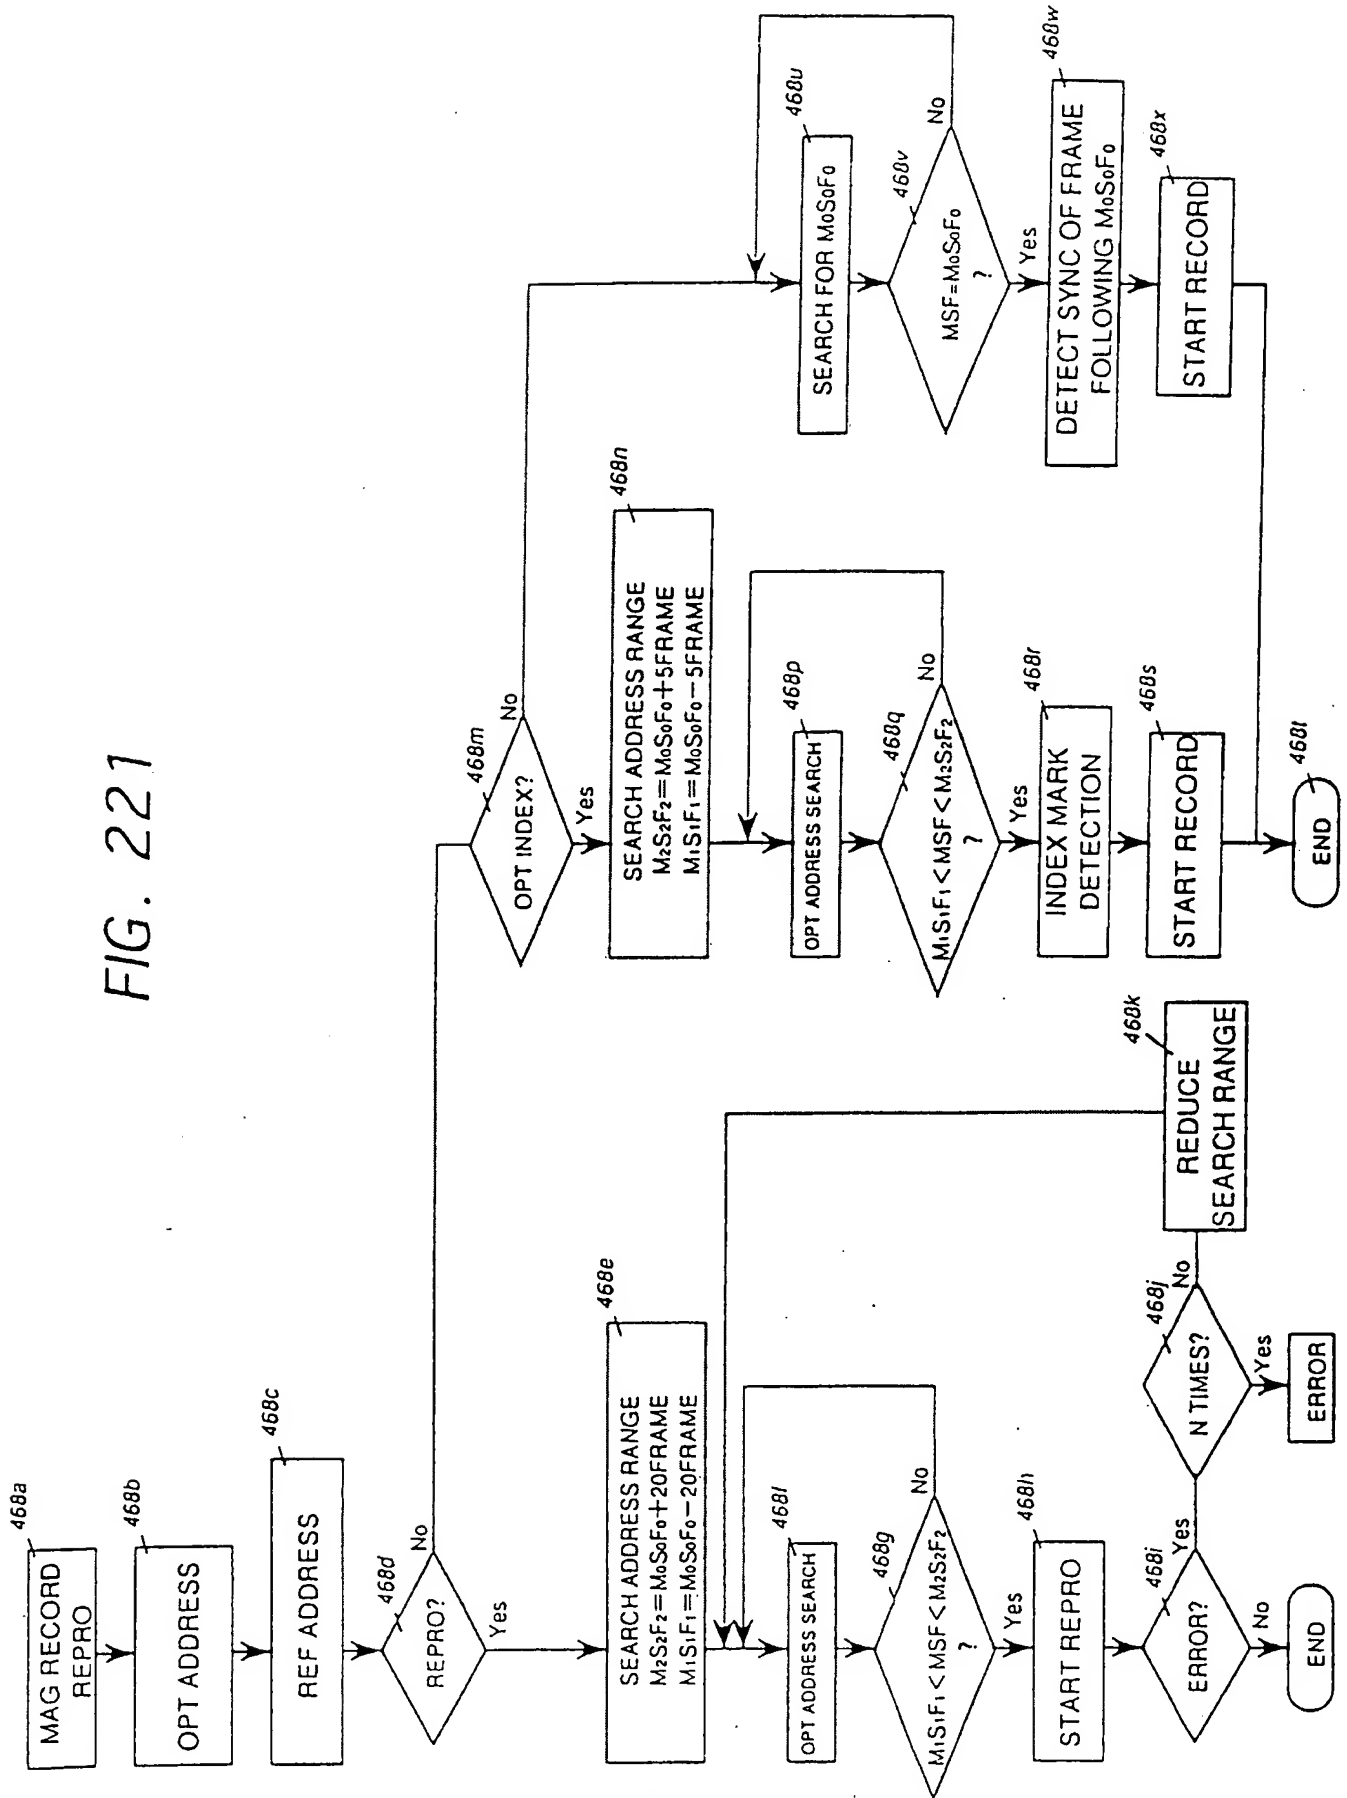 FIG. 221
468a
MAG RECORD
REPRO
468b
OPT ADDRESS
468c
REF ADDRESS
468d
REPRO?
No
Yes
468e
SEARCH ADDRESS RANGE
M₂S₂F₂=M₀S₀F₀+20FRAME
M₁S₁F₁=M₀S₀F₀-20FRAME
468l
OPT ADDRESS SEARCH
468g
M₁S₁F₁<MSF<M₂S₂F₂
?
No
Yes
468h
START REPRO
468i
ERROR?
Yes
No
END
468j
N TIMES?
No
Yes
ERROR
468k
REDUCE
SEARCH RANGE
468m
OPT INDEX?
No
Yes
468n
SEARCH ADDRESS RANGE
M₂S₂F₂=M₀S₀F₀+5FRAME
M₁S₁F₁=M₀S₀F₀-5FRAME
468p
OPT ADDRESS SEARCH
468q
M₁S₁F₁<MSF<M₂S₂F₂
?
No
Yes
468r
INDEX MARK
DETECTION
468s
START RECORD
468t
END
468u
SEARCH FOR M₀S₀F₀
468v
MSF=M₀S₀F₀
?
No
Yes
468w
DETECT SYNC OF FRAME
FOLLOWING M₀S₀F₀
468x
START RECORD